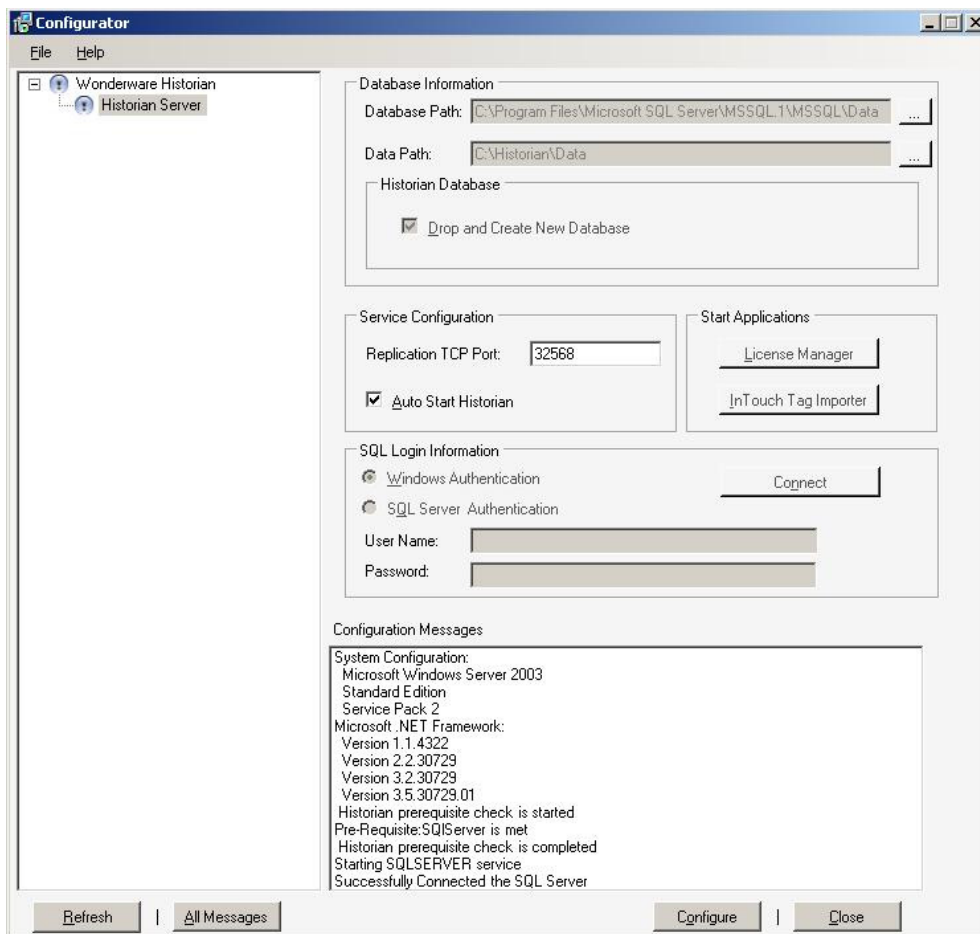 Configurator
File Help
Wonderware Historian
Historian Server
Database Information
Database Path: C:\Program Files\Microsoft SQL Server\MSSQL.1\MSSQL\Data ...
Data Path: C:\Historian\Data ...
Historian Database
Drop and Create New Database
Service Configuration
Replication TCP Port: 32568
Auto Start Historian
Start Applications
License Manager
InTouch Tag Importer
SQL Login Information
Windows Authentication
Connect
SQL Server Authentication
User Name:
Password:
Configuration Messages
System Configuration:
Microsoft Windows Server 2003
Standard Edition
Service Pack 2
Microsoft .NET Framework:
Version 1.1.4322
Version 2.2.30729
Version 3.2.30729
Version 3.5.30729.01
Historian prerequisite check is started
Pre-Requisite:SQlServer is met
Historian prerequisite check is completed
Starting SQLSERVER service
Successfully Connected the SQL Server
Refresh | All Messages Configure | Close